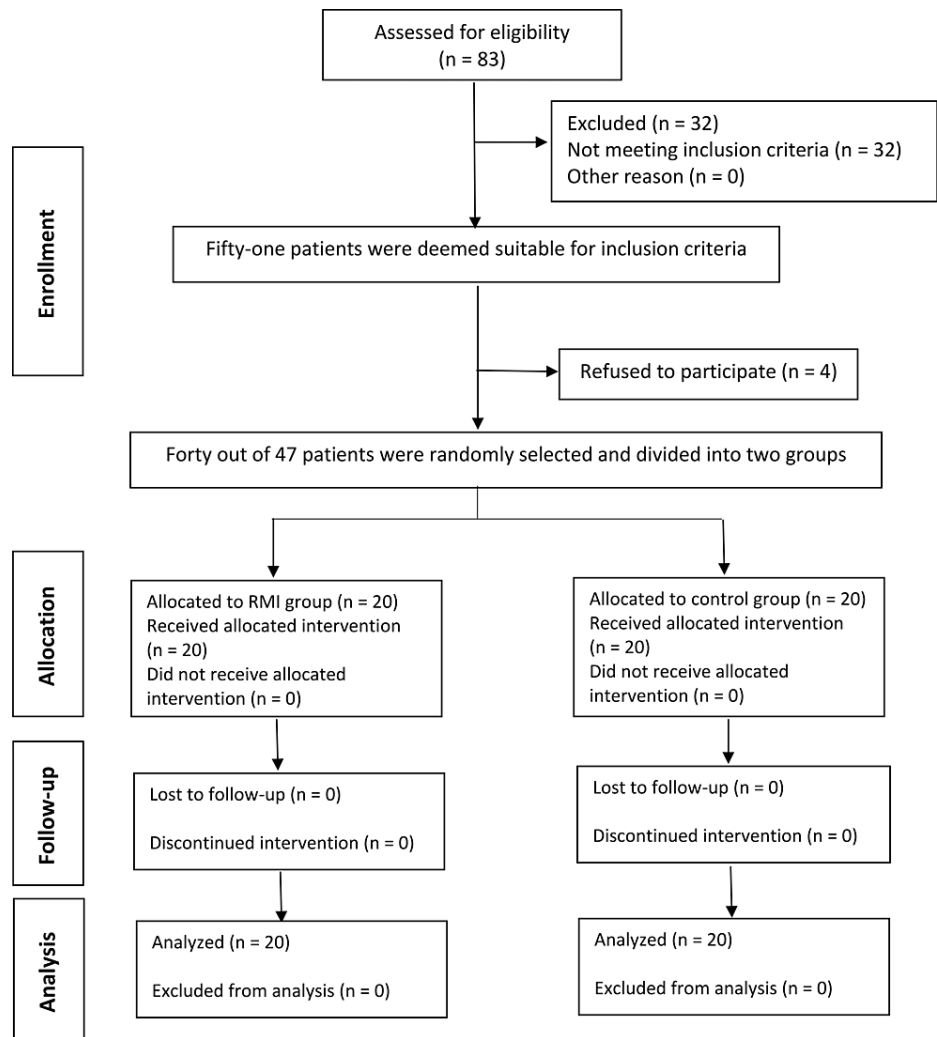 Assessed for eligibility
(n = 83)
Excluded (n = 32)
Not meeting inclusion criteria (n = 32)
Other reason (n = 0)
Enrollment
Fifty-one patients were deemed suitable for inclusion criteria
Refused to participate (n = 4)
Forty out of 47 patients were randomly selected and divided into two groups
Allocation
Allocated to RMI group (n = 20)
Received allocated intervention
(n = 20)
Did not receive allocated
intervention (n = 0)
Allocated to control group (n = 20)
Received allocated intervention
(n = 20)
Did not receive allocated
intervention (n = 0)
Follow-up
Lost to follow-up (n = 0)
Discontinued intervention (n = 0)
Lost to follow-up (n = 0)
Discontinued intervention (n = 0)
Analysis
Analyzed (n = 20)
Excluded from analysis (n = 0)
Analyzed (n = 20)
Excluded from analysis (n = 0)